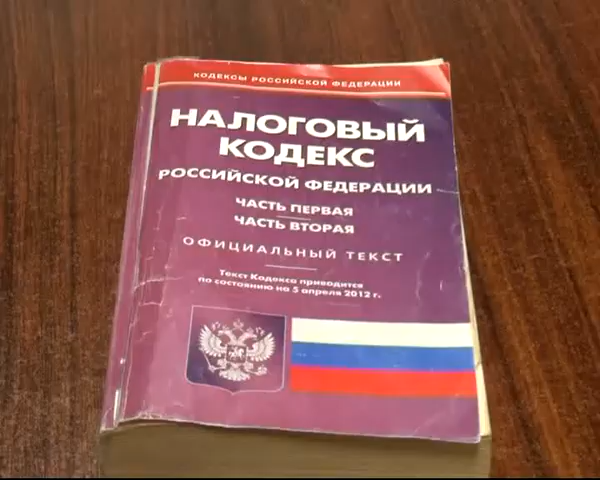 КОДЕКСЫ РОССИЙСКОЙ ФЕДЕРАЦИИ
НАЛОГОВЫЙ
КОДЕКС
РОССИЙСКОЙ ФЕДЕРАЦИИ
ЧАСТЬ ПЕРВАЯ
ЧАСТЬ ВТОРАЯ
ОФИЦИАЛЬНЫЙ ТЕКСТ
Текст Кодекса приводится
по состоянию на 5 апреля 2012 г.